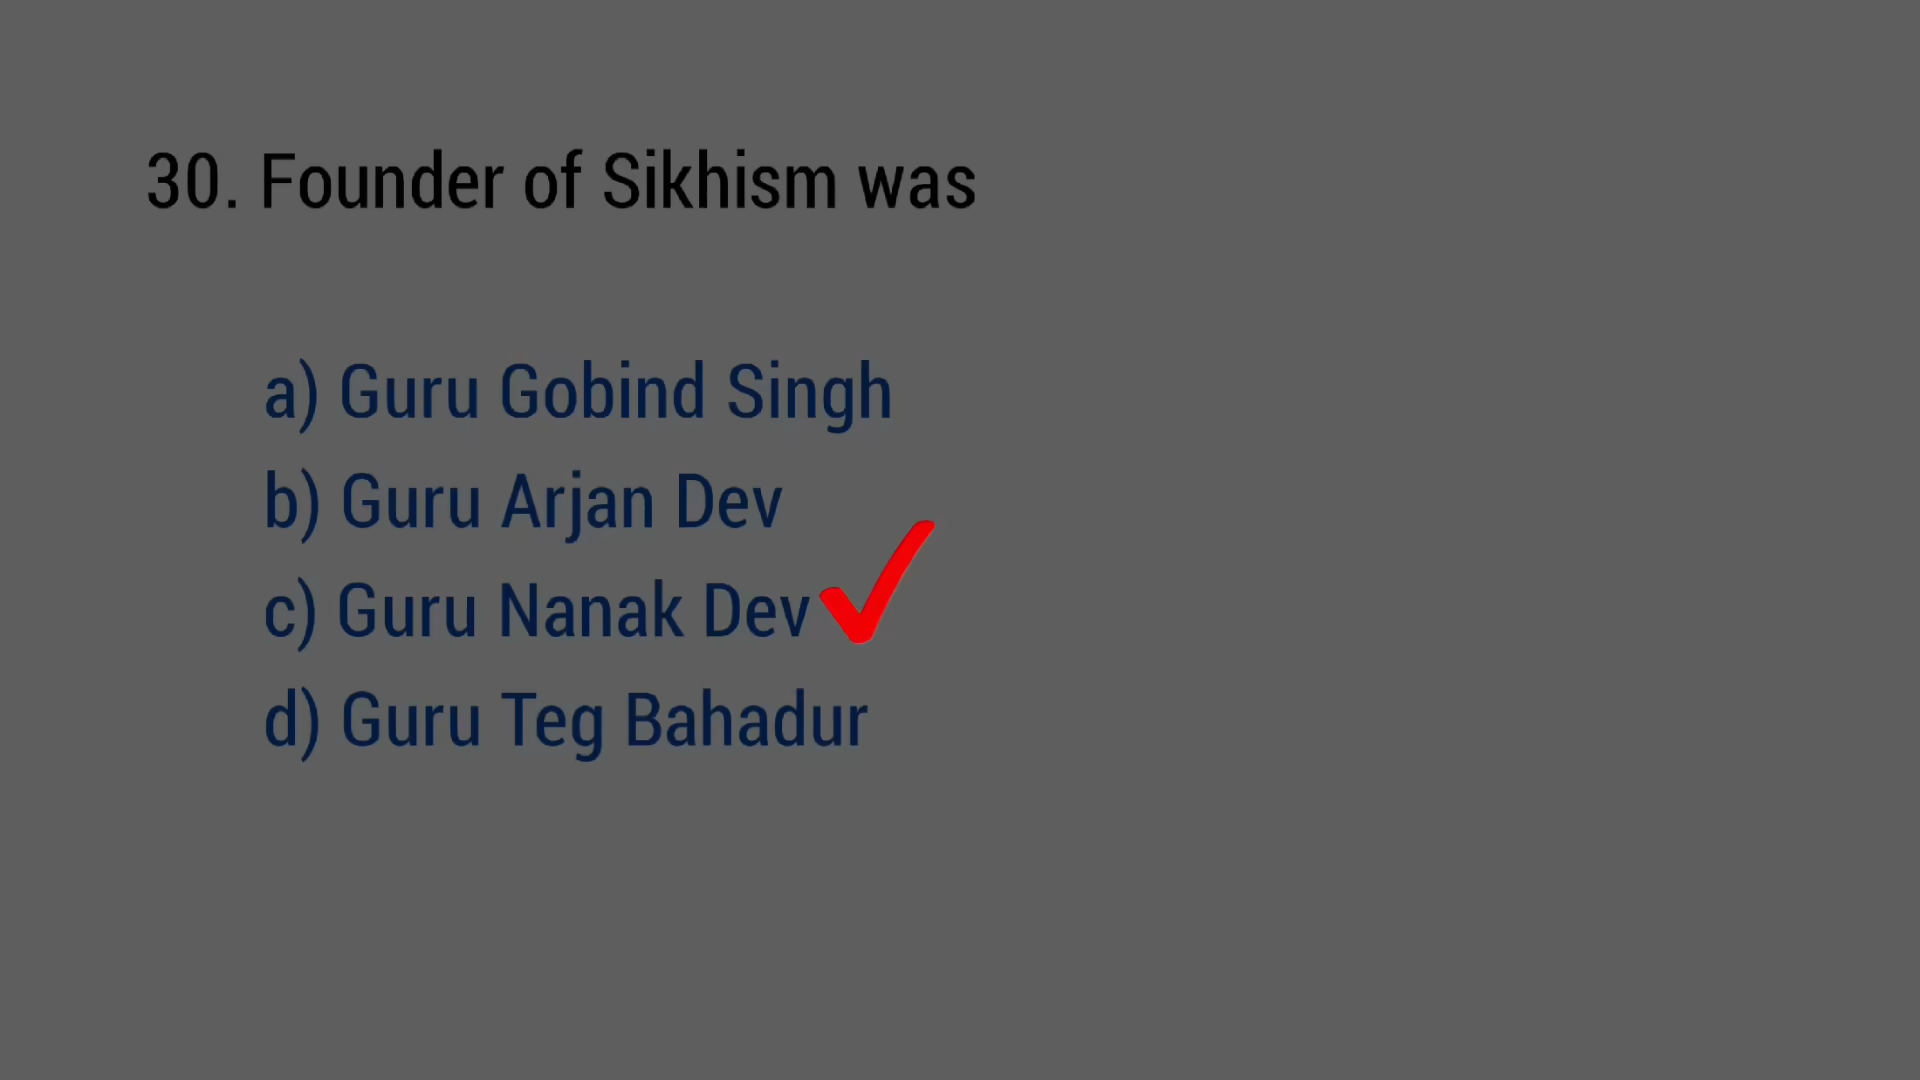 30. Founder of Sikhism was
a) Guru Gobind Singh
b) Guru Arjan Dev
c) Guru Nanak Dev
d) Guru Teg Bahadur